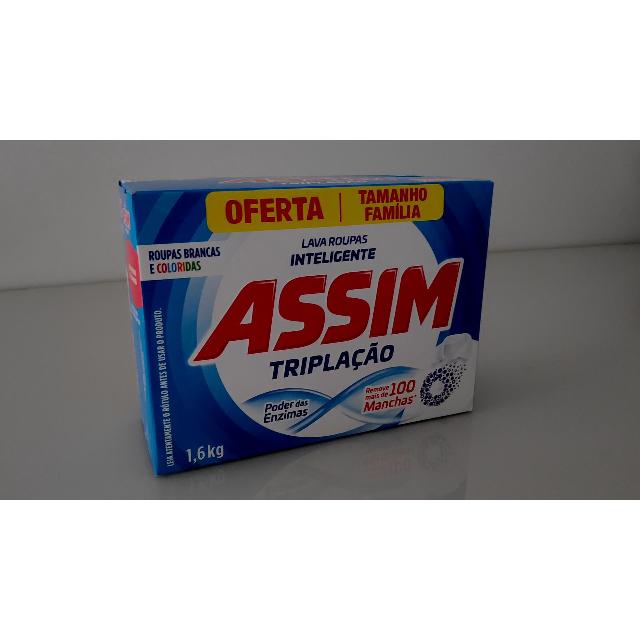 OFERTA | TAMANHO
FAMÍLIA
ROUPAS BRANCAS
E COLORIDAS
LAVA ROUPAS
INTELIGENTE
ASSIM
TRIPLAÇÃO
Poder das
Enzimas
Remove 100
mais de
Manchas*
LEIA ATENTAMENTE O RÓTULO ANTES DE USAR O PRODUTO.
1,6 kg